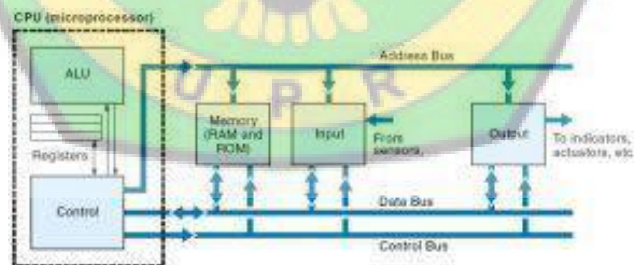 CPU (microprocessor)
ALU
Registers
Control
Address Bus
U P R
Memory
(RAM and
ROM)
Input
From
sensors,
Output
To indicators,
actuators, etc
Data Bus
Control Bus